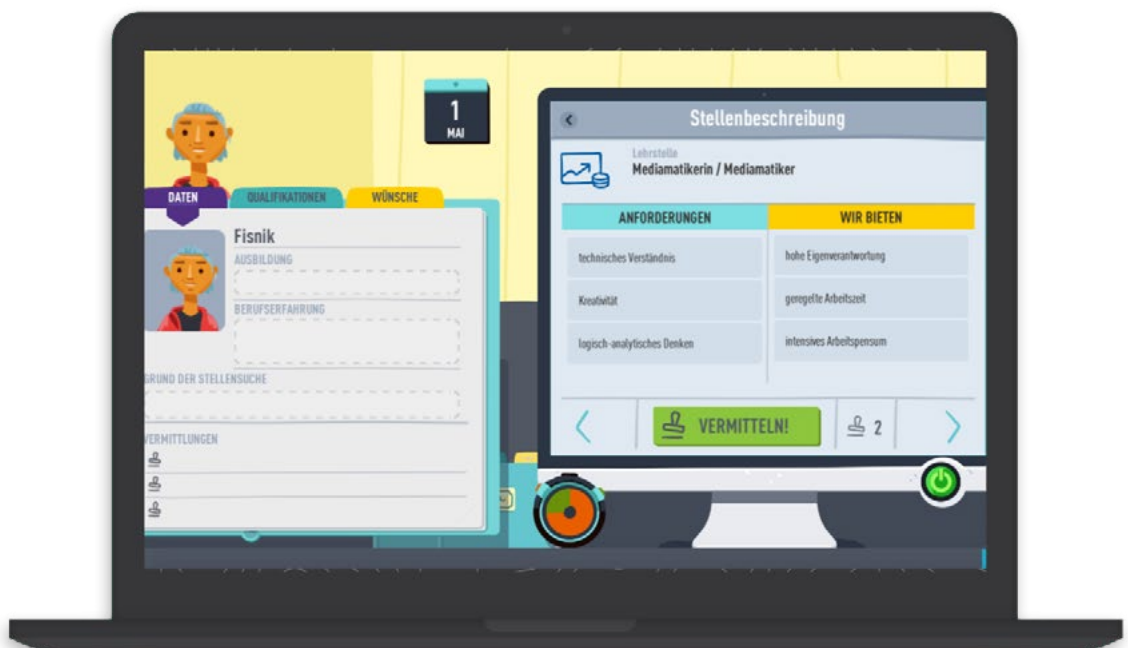 1
MAI
DATEN
QUALIFIKATIONEN
WÜNSCHE
Fisnik
AUSBILDUNG
BERUFSERFAHRUNG
GRUND DER STELLENSUCHE
VERMITTLUNGEN
Stellenbeschreibung
Lehrstelle
Mediamatikerin / Mediamatiker
ANFORDERUNGEN
WIR BIETEN
technisches Verständnis
hohe Eigenverantwortung
Kreativität
geregelte Arbeitszeit
logisch-analytisches Denken
intensives Arbeitspensum
VERMITTELN!
2